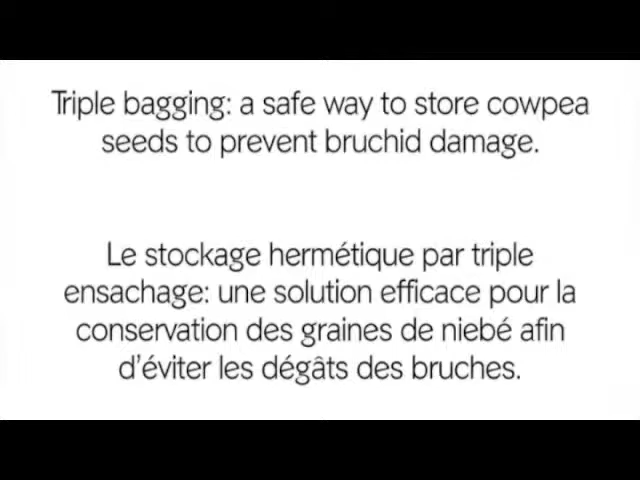 Triple bagging: a safe way to store cowpea
seeds to prevent bruchid damage.
Le stockage hermétique par triple
ensachage: une solution efficace pour la
conservation des graines de niebé afin
d'éviter les dégâts des bruches.